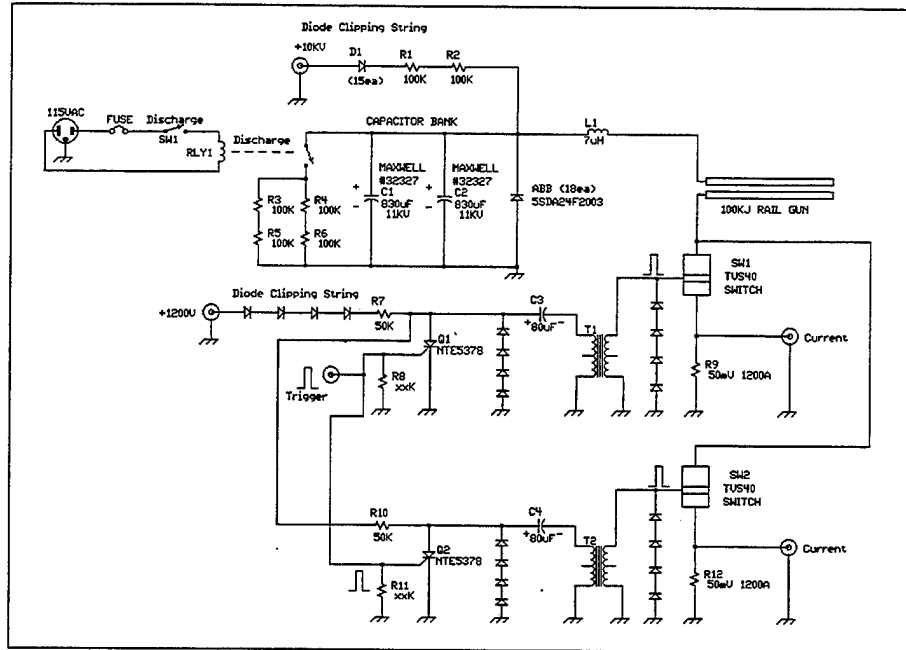 Diode Clipping String
+10KV
D1
(15ea)
R1
100K
R2
100K
115VAC
FUSE
Discharge
SW1
RLY1
Discharge
CAPACITOR BANK
L1
7uH
MAXWELL
#32327
+ C1
830uF
- 11KV
MAXWELL
#32327
+ C2
830uF
- 11KV
ABB (18ea)
5SDA24F2003
100KJ RAIL GUN
R3
100K
R4
100K
R5
100K
R6
100K
SW1
TVS40
SWITCH
Diode Clipping String
+1200V
R7
50K
C3
+80uF-
T1
Current
Q1
NTE5378
R8
xxK
Trigger
R9
50mV 1200A
SW2
TVS40
SWITCH
R10
50K
C4
+80uF-
T2
Current
Q2
NTE5378
R11
xxK
R12
50mV 1200A